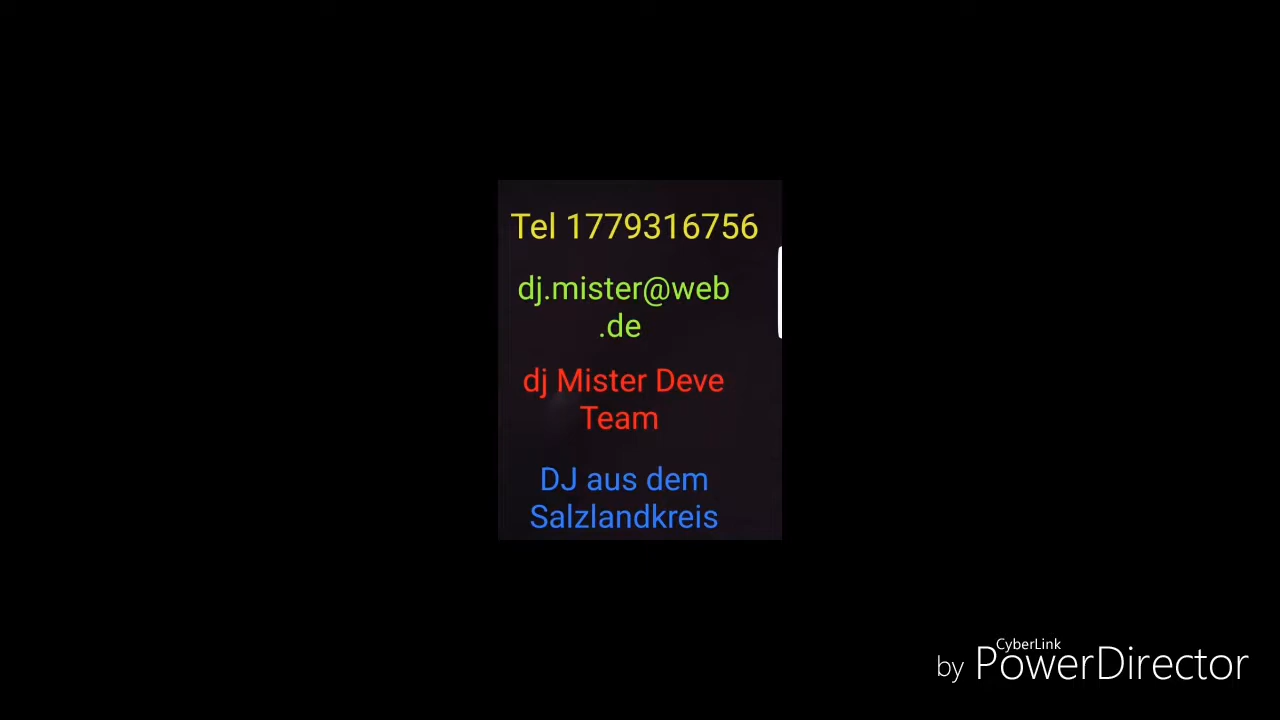 Tel 1779316756
dj.mister@web
.de
dj Mister Deve
Team
DJ aus dem
Salzlandkreis
CyberLink
by PowerDirector